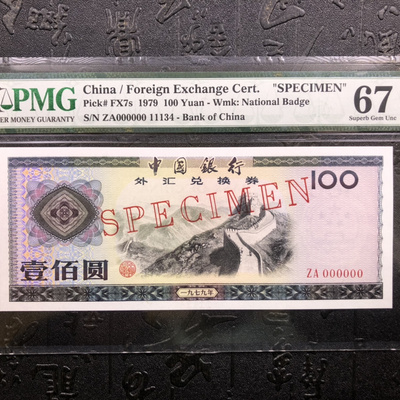 PMG
ER MONEY GUARANTY
China / Foreign Exchange Cert. "SPECIMEN"
Pick# FX7s 1979 100 Yuan - Wmk: National Badge
S/N ZA000000 11134 - Bank of China
67
Superb Gem Unc
中国银行
外汇兑换券
100
SPECIMEN
壹佰圆
ZA 000000
一九七九年